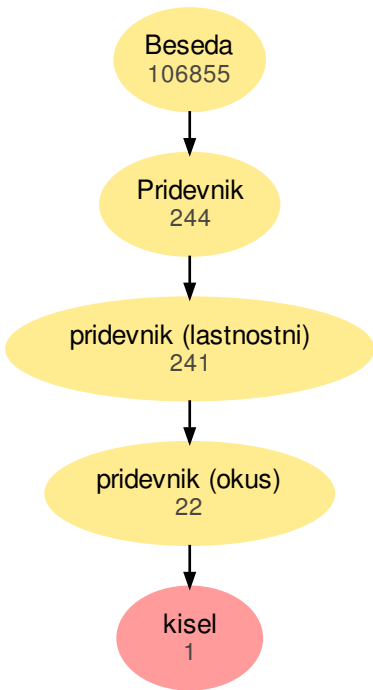 Beseda
106855
Pridevnik
244
pridevnik (lastnostni)
241
pridevnik (okus)
22
kisel
1